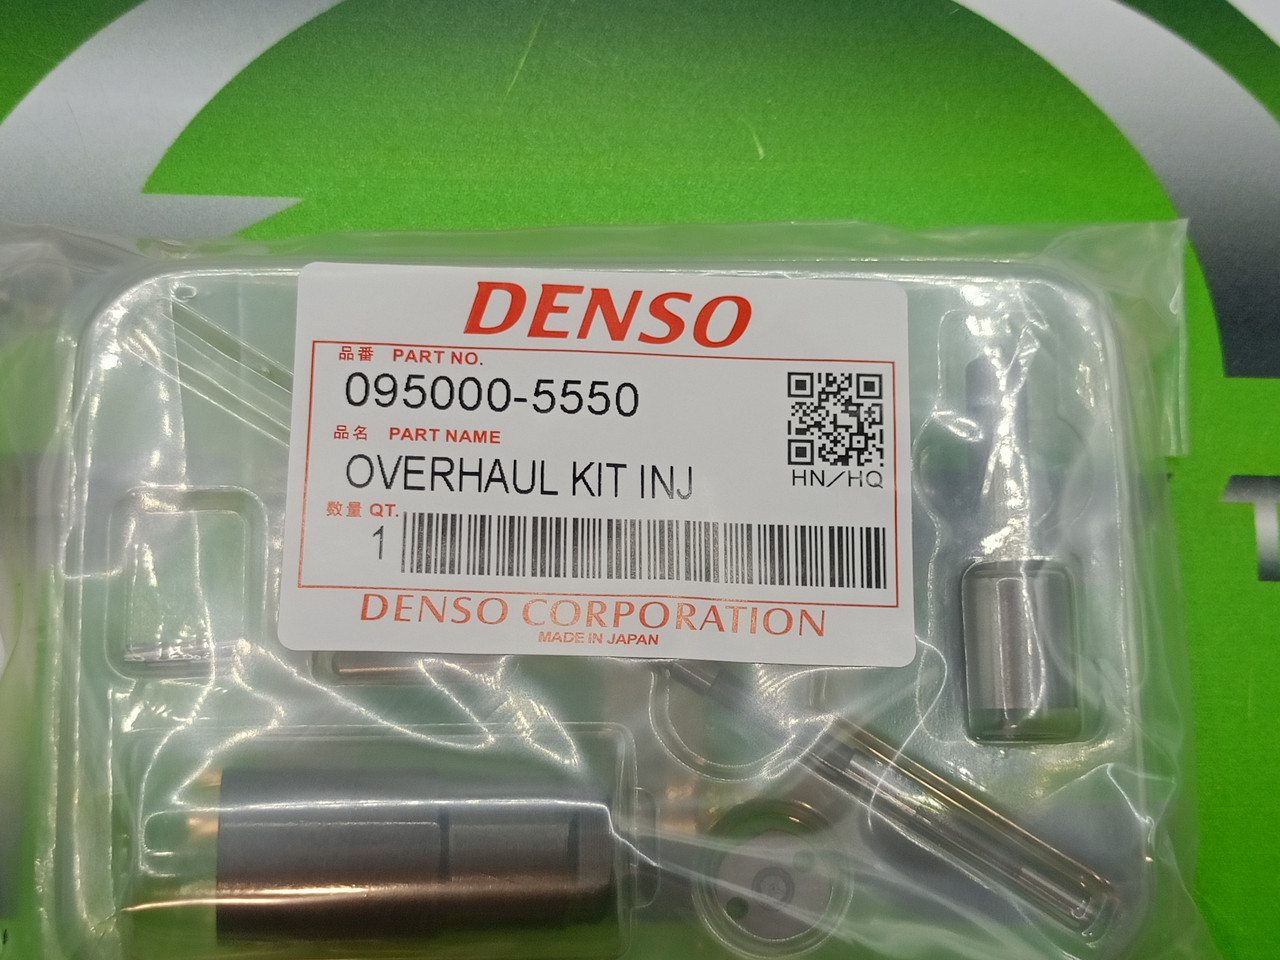 DENSO
品番 PART NO.
095000-5550
品名 PART NAME
OVERHAUL KIT INJ
HN/HQ
数量 QT.
1
DENSO CORPORATION
MADE IN JAPAN
T